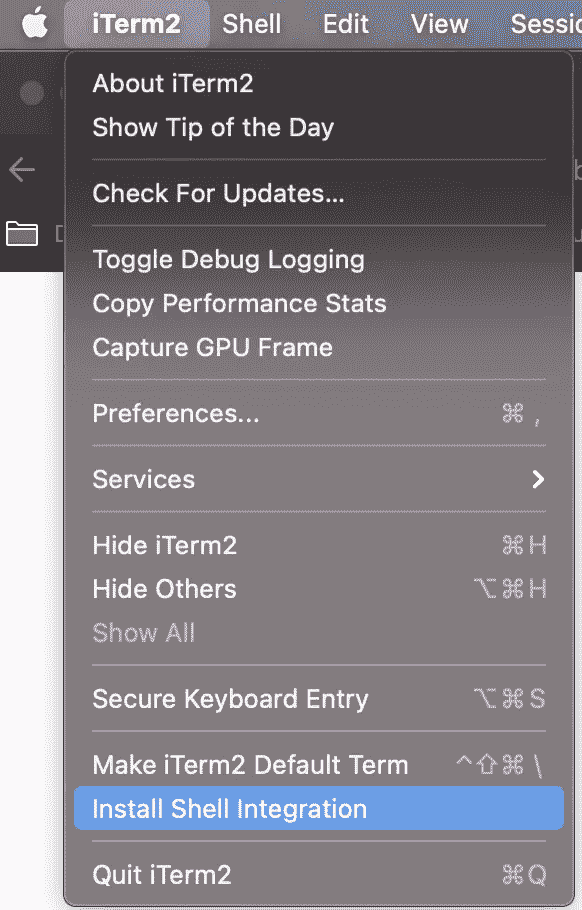 iTerm2 Shell Edit View
About iTerm2
Show Tip of the Day
Check For Updates...
Toggle Debug Logging
Copy Performance Stats
Capture GPU Frame
Preferences... ⌘ ,
Services
Hide iTerm2 ⌘H
Hide Others ⌥⌘H
Show All
Secure Keyboard Entry ⌥⌘S
Make iTerm2 Default Term ^⇧⌘\
Install Shell Integration
Quit iTerm2 ⌘Q